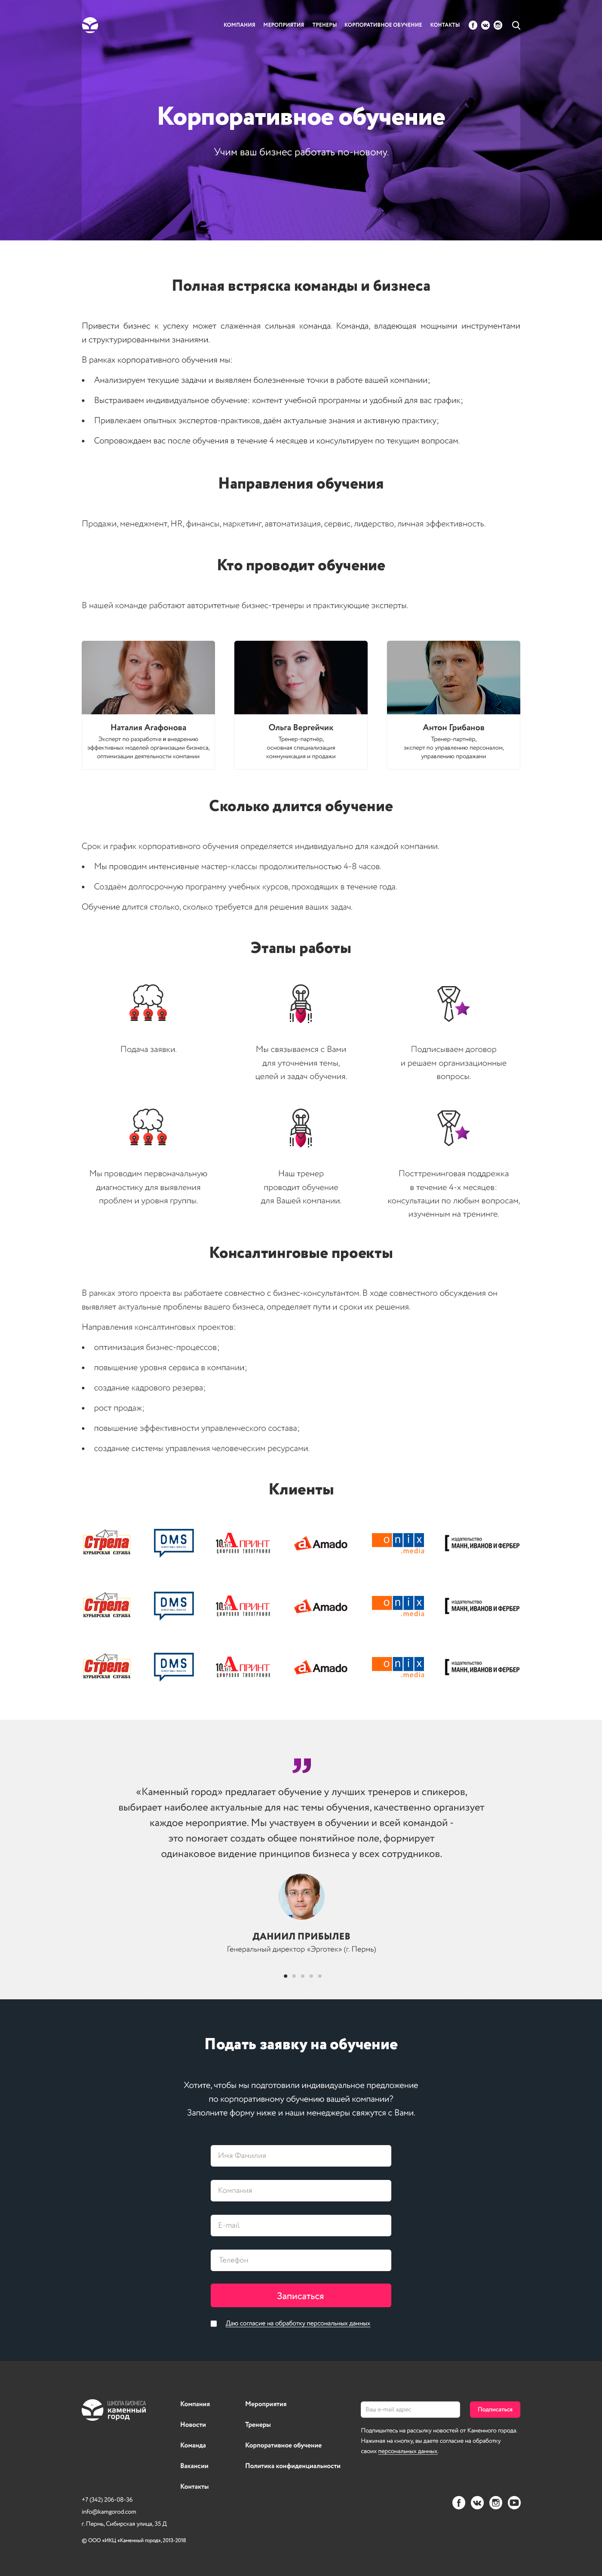 КОМПАНИЯ МЕРОПРИЯТИЯ ТРЕНЕРЫ КОРПОРАТИВНОЕ ОБУЧЕНИЕ КОНТАКТЫ
Корпоративное обучение
Учим ваш бизнес работать по-новому.
Полная встряска команды и бизнеса
Привести бизнес к успеху может слаженная сильная команда. Команда, владеющая мощными инструментами
и структурированными знаниями.
В рамках корпоративного обучения мы:
• Анализируем текущие задачи и выявляем болезненные точки в работе вашей компании;
• Выстраиваем индивидуальное обучение: контент учебной программы и удобный для вас график;
• Привлекаем опытных экспертов-практиков, даём актуальные знания и активную практику;
• Сопровождаем вас после обучения в течение 4 месяцев и консультируем по текущим вопросам.
Направления обучения
Продажи, менеджмент, HR, финансы, маркетинг, автоматизация, сервис, лидерство, личная эффективность.
Кто проводит обучение
В нашей команде работают авторитетные бизнес-тренеры и практикующие эксперты.
Наталия Агафонова
Эксперт по разработке и внедрению
эффективных моделей организации бизнеса,
оптимизации деятельности компании
Ольга Вергейчик
Тренер-партнёр,
основная специализация
коммуникация и продажи
Антон Грибанов
Тренер-партнёр,
эксперт по управлению персоналом,
управлению продажами
Сколько длится обучение
Срок и график корпоративного обучения определяется индивидуально для каждой компании.
• Мы проводим интенсивные мастер-классы продолжительностью 4-8 часов.
• Создаём долгосрочную программу учебных курсов, проходящих в течение года.
Обучение длится столько, сколько требуется для решения ваших задач.
Этапы работы
Подача заявки.
Мы связываемся с Вами
для уточнения темы,
целей и задач обучения.
Подписываем договор
и решаем организационные
вопросы.
Мы проводим первоначальную
диагностику для выявления
проблем и уровня группы.
Наш тренер
проводит обучение
для Вашей компании.
Посттренинговая поддрежка
в течение 4-х месяцев:
консультации по любым вопросам,
изученным на тренинге.
Консалтинговые проекты
В рамках этого проекта вы работаете совместно с бизнес-консультантом. В ходе совместного обсуждения он
выявляет актуальные проблемы вашего бизнеса, определяет пути и сроки их решения.
Направления консалтинговых проектов:
• оптимизация бизнес-процессов;
• повышение уровня сервиса в компании;
• создание кадрового резерва;
• рост продаж;
• повышение эффективности управленческого состава;
• создание системы управления человеческим ресурсами.
Клиенты
Стрела
КУРЬЕРСКАЯ СЛУЖБА
DMS
10 А ПРИНТ
ЦИФРОВАЯ ТИПОГРАФИЯ
Amado
onix
.media
издательство
МАНН, ИВАНОВ И ФЕРБЕР
Стрела
КУРЬЕРСКАЯ СЛУЖБА
DMS
10 А ПРИНТ
ЦИФРОВАЯ ТИПОГРАФИЯ
Amado
onix
.media
издательство
МАНН, ИВАНОВ И ФЕРБЕР
Стрела
КУРЬЕРСКАЯ СЛУЖБА
DMS
10 А ПРИНТ
ЦИФРОВАЯ ТИПОГРАФИЯ
Amado
onix
.media
издательство
МАНН, ИВАНОВ И ФЕРБЕР
«Каменный город» предлагает обучение у лучших тренеров и спикеров,
выбирает наиболее актуальные для нас темы обучения, качественно организует
каждое мероприятие. Мы участвуем в обучении и всей командой -
это помогает создать общее понятийное поле, формирует
одинаковое видение принципов бизнеса у всех сотрудников.
ДАНИИЛ ПРИБЫЛЕВ
Генеральный директор «Эрготек» (г. Пермь)
Подать заявку на обучение
Хотите, чтобы мы подготовили индивидуальное предложение
по корпоративному обучению вашей компании?
Заполните форму ниже и наши менеджеры свяжутся с Вами.
Имя Фамилия
Компания
E-mail
Телефон
Записаться
Даю согласие на обработку персональных данных
ШКОЛА БИЗНЕСА
каменный
город
Компания
Новости
Команда
Вакансии
Контакты
Мероприятия
Тренеры
Корпоративное обучение
Политика конфиденциальности
Ваш e-mail адрес
Подписаться
Подпишитесь на рассылку новостей от Каменного города.
Нажимая на кнопку, вы даете согласие на обработку
своих персональных данных.
+7 (342) 206-08-36
info@kamgorod.com
г. Пермь, Сибирская улица, 35 Д
© ООО «ИКЦ «Каменный город», 2013-2018